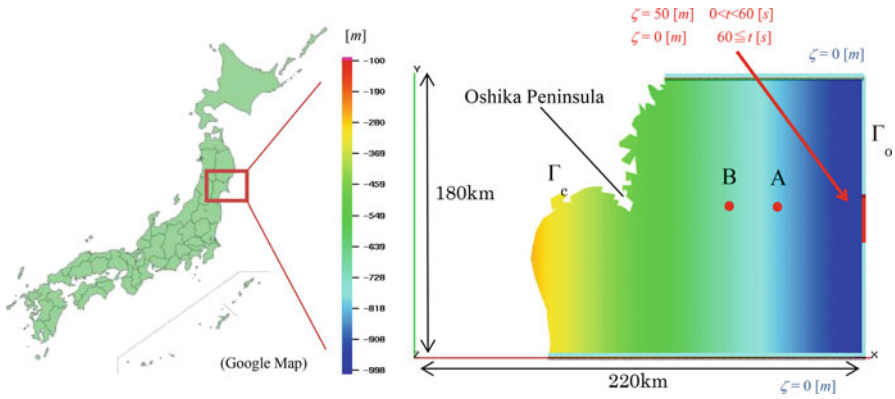 [m]
-100
-190
-280
-369
-459
-549
-639
-728
-818
-908
-998
(Google Map)
ζ = 50 [m] 0<t<60 [s]
ζ = 0 [m] 60≦t [s]
ζ = 0 [m]
Y
Oshika Peninsula
Γo
Γc
B A
180km
Z
X
220km
ζ = 0 [m]